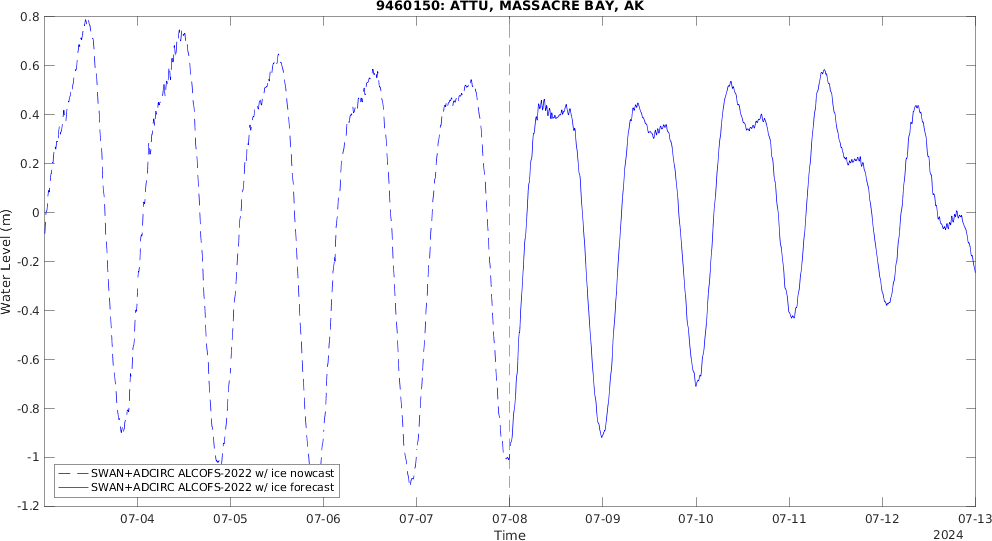 9460150: ATTU, MASSACRE BAY, AK
Water Level (m)
0.8
0.6
0.4
0.2
0
-0.2
-0.4
-0.6
-0.8
-1
-1.2
SWAN+ADCIRC ALCOFS-2022 w/ ice nowcast
SWAN+ADCIRC ALCOFS-2022 w/ ice forecast
07-04 07-05 07-06 07-07 07-08 07-09 07-10 07-11 07-12 07-13
Time
2024